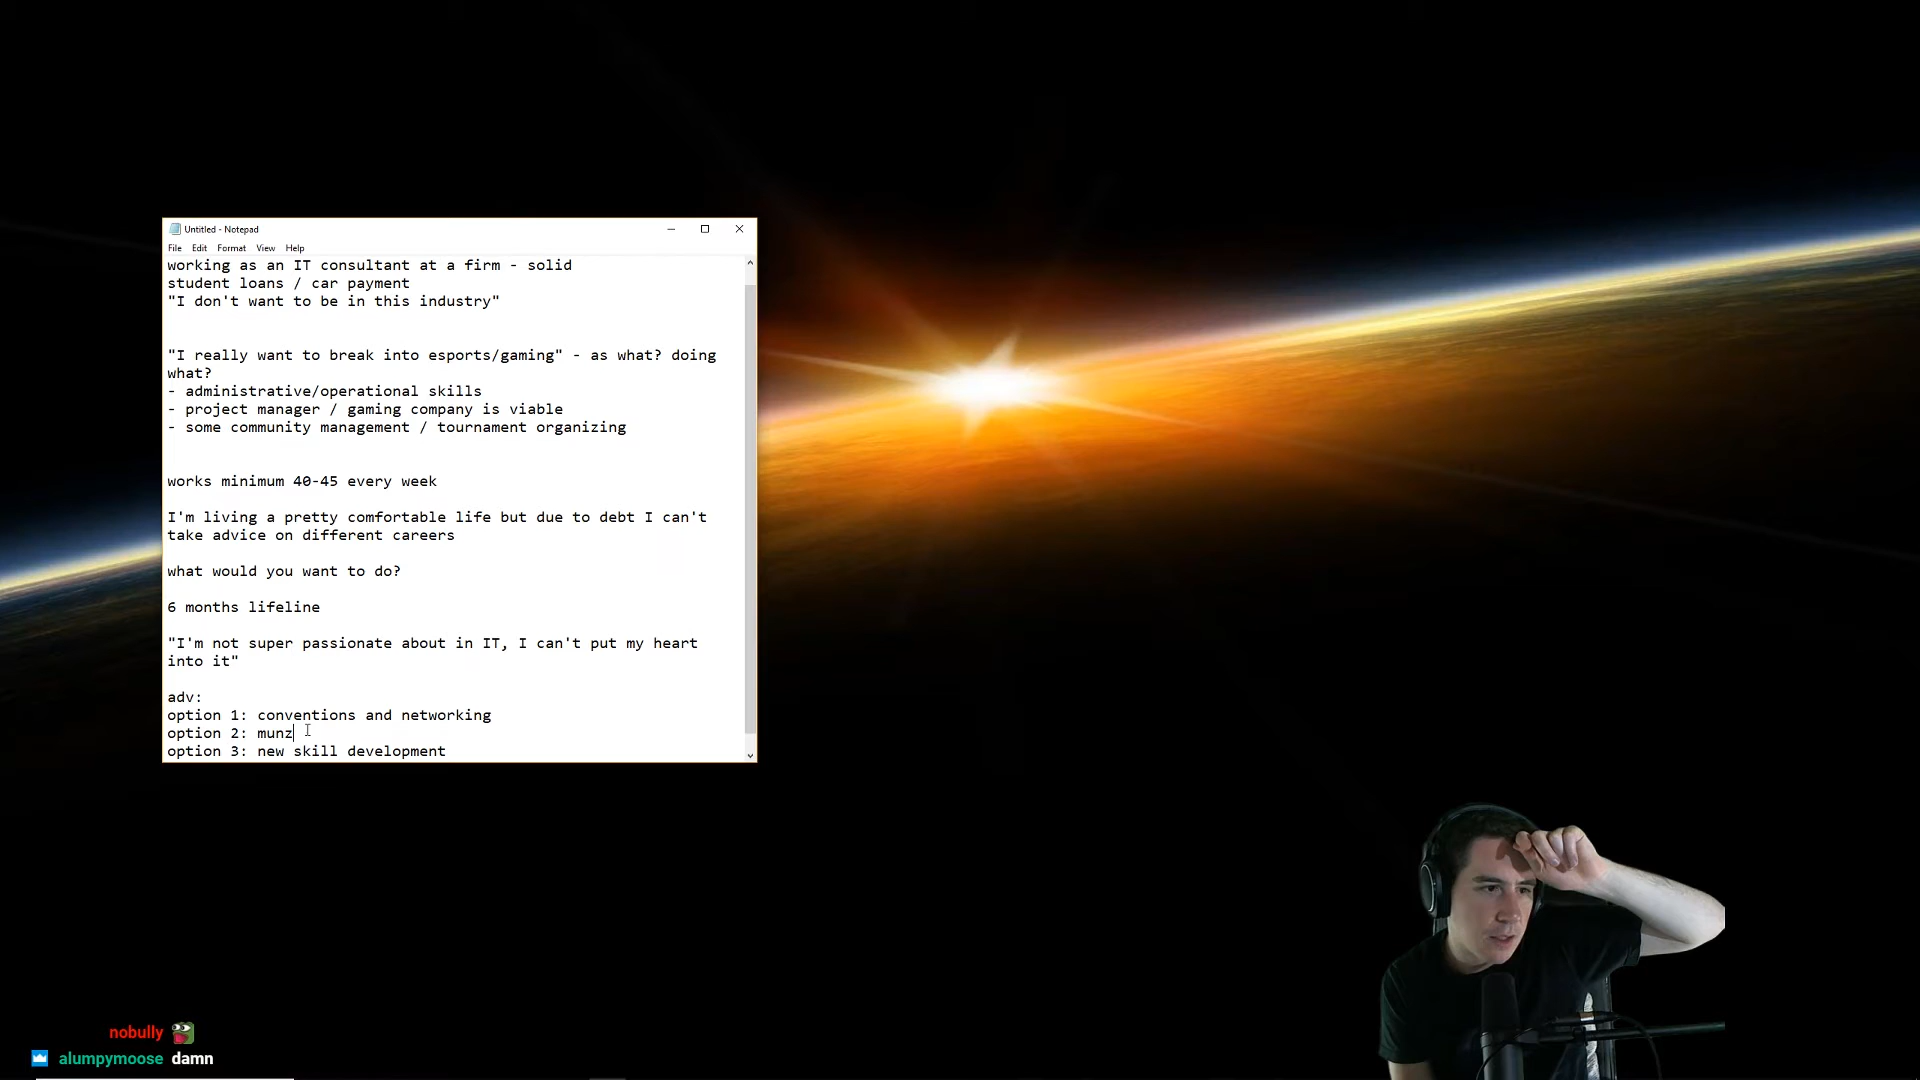 Untitled - Notepad
File Edit Format View Help
working as an IT consultant at a firm - solid
student loans / car payment
"I don't want to be in this industry"
"I really want to break into esports/gaming" - as what? doing
what?
- administrative/operational skills
- project manager / gaming company is viable
- some community management / tournament organizing
works minimum 40-45 every week
I'm living a pretty comfortable life but due to debt I can't
take advice on different careers
what would you want to do?
6 months lifeline
"I'm not super passionate about in IT, I can't put my heart
into it"
adv:
option 1: conventions and networking
option 2: munz
option 3: new skill development
nobully
alumpymoose damn